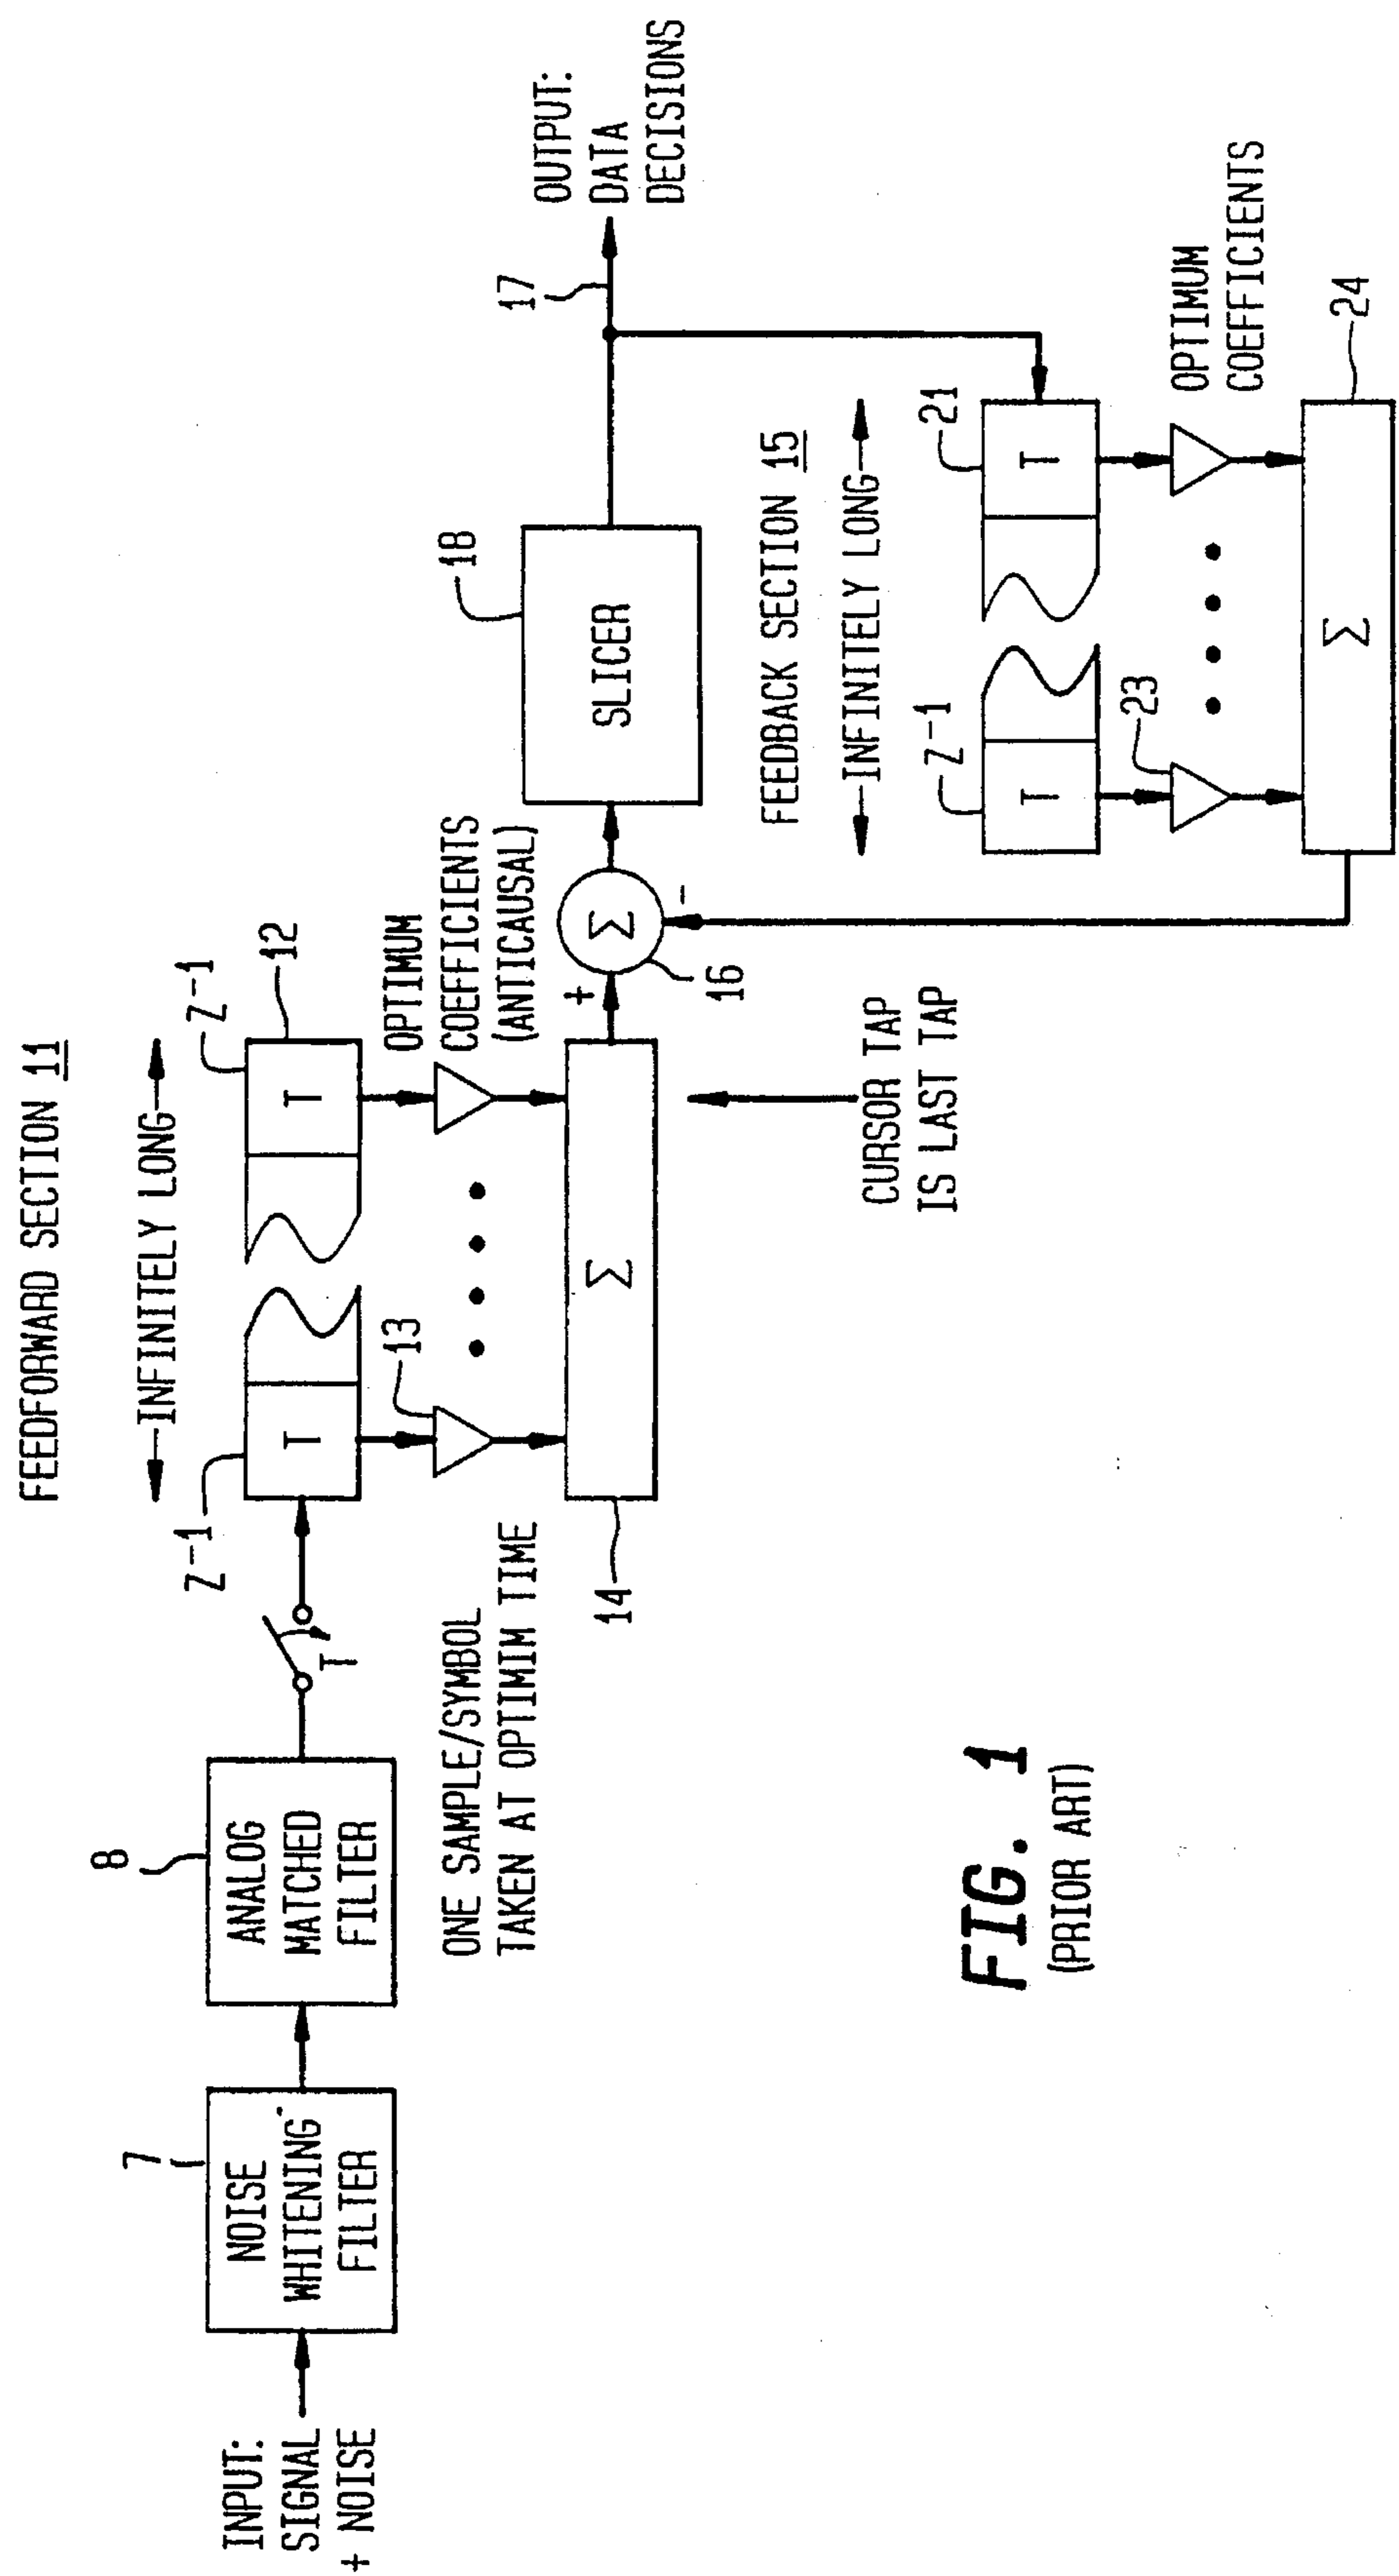 FEEDFORWARD SECTION 11
INFINITELY LONG
Z-1
Z-1
12
T
T
13
OPTIMUM
COEFFICIENTS
(ANTICAUSAL)
Σ
14
CURSOR TAP
IS LAST TAP
INPUT:
SIGNAL
+ NOISE
7
NOISE
WHITENING
FILTER
8
ANALOG
MATCHED
FILTER
T
ONE SAMPLE/SYMBOL
TAKEN AT OPTIMIM TIME
+
Σ
-
16
SLICER
18
17
OUTPUT:
DATA
DECISIONS
FEEDBACK SECTION 15
INFINITELY LONG
Z-1
21
T
T
23
OPTIMUM
COEFFICIENTS
Σ
24
FIG. 1
(PRIOR ART)